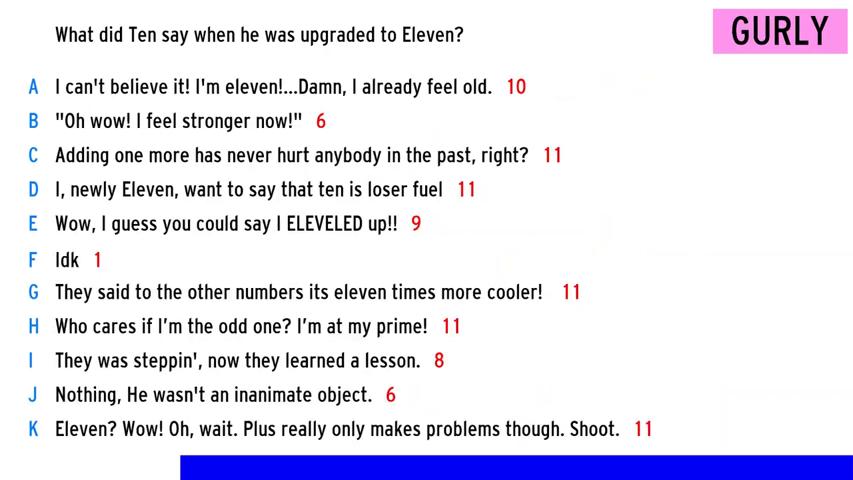 What did Ten say when he was upgraded to Eleven?
GURLY
A I can't believe it! I'm eleven!...Damn, I already feel old. 10
B "Oh wow! I feel stronger now!" 6
C Adding one more has never hurt anybody in the past, right? 11
D I, newly Eleven, want to say that ten is loser fuel 11
E Wow, I guess you could say I ELEVELED up!! 9
F Idk 1
G They said to the other numbers its eleven times more cooler! 11
H Who cares if I'm the odd one? I'm at my prime! 11
I They was steppin', now they learned a lesson. 8
J Nothing, He wasn't an inanimate object. 6
K Eleven? Wow! Oh, wait. Plus really only makes problems though. Shoot. 11